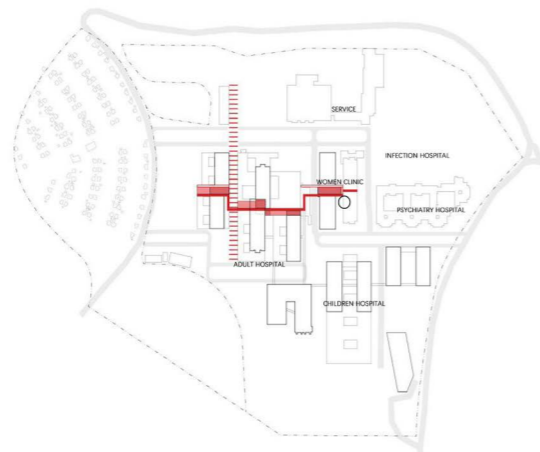 SERVICE
INFECTION HOSPITAL
WOMEN CLINIC
PSYCHIATRY HOSPITAL
ADULT HOSPITAL
CHILDREN HOSPITAL